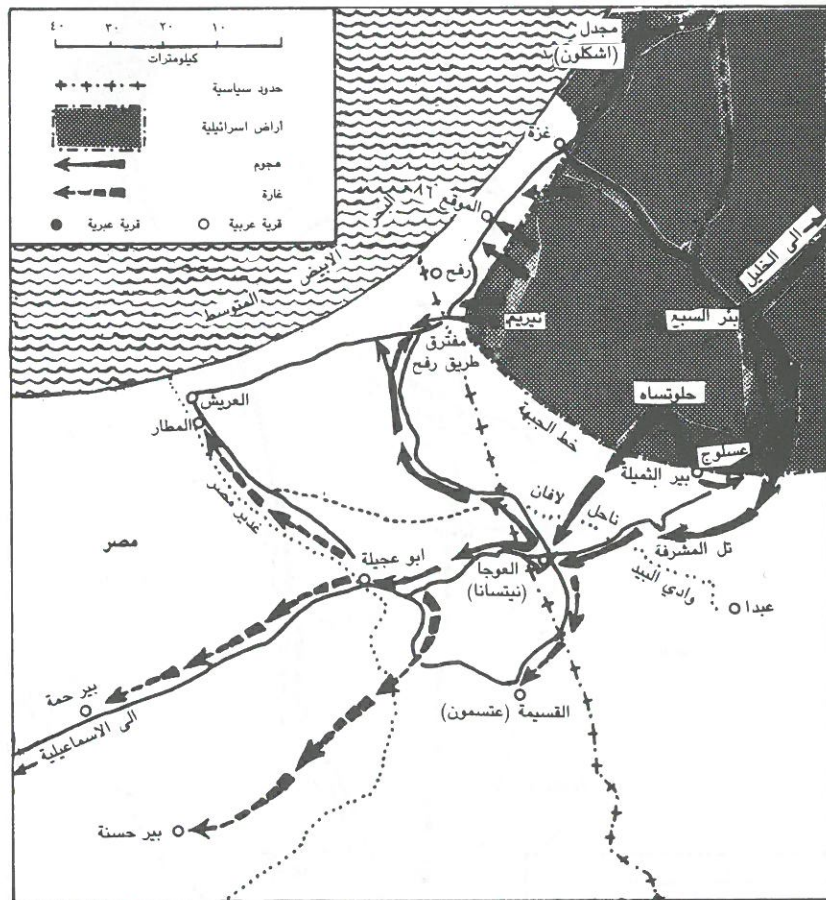 ٤٠ ٣٠ ٢٠ ١٠
كيلومترات
حدود سياسية
أراض اسرائيلية
هجوم
غارة
قرية عربية
قرية عبرية
مجدل
(اشكلون)
غزة
الموقع ٨٦
البحر
الابيض
المتوسط
رفح
الى الخليل
نيريم
بئر السبع
مفترق
طريق رفح
حلوتساه
خط الجبهة
العريش
المطار
عسلوج
بير الثميلة
ناحل لافان
غدير مصر
مصر
ابو عجيلة
العوجا
(نيتسانا)
تل المشرفة
وادي البيد
عبدا
القسيمة (عتسمون)
بير حمة
الى الاسماعيلية
بير حسنة